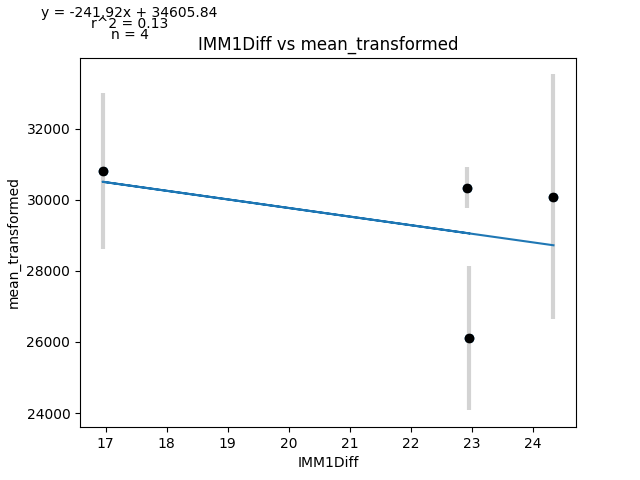 y = -241.92x + 34605.84
r^2 = 0.13
n = 4
IMM1Diff vs mean_transformed
32000
30000
28000
26000
24000
mean_transformed
17 18 19 20 21 22 23 24
IMM1Diff